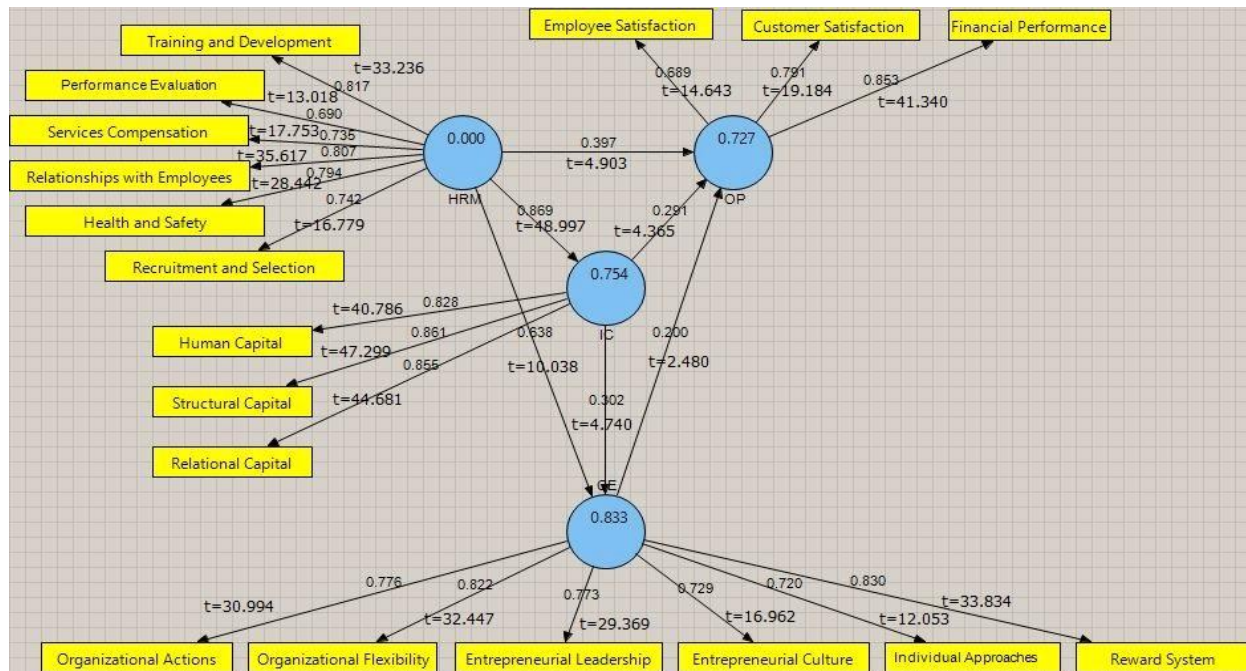 Employee Satisfaction
Customer Satisfaction
Financial Performance
Training and Development
t=33.236
0.817
0.689
t=14.643
0.791
t=19.184
0.853
t=41.340
Performance Evaluation
t=13.018
0.690
Services Compensation
t=17.753
0.735
t=35.617
0.807
Relationships with Employees
t=28.442
0.794
0.742
Health and Safety
t=16.779
Recruitment and Selection
0.000
HRM
0.397
t=4.903
0.727
OP
0.869
t=48.997
0.291
t=4.365
0.754
IC
t=40.786
0.828
Human Capital
t=47.299
0.861
0.855
Structural Capital
t=44.681
Relational Capital
0.638
t=10.038
0.200
t=2.480
0.302
t=4.740
0.833
0.776
t=30.994
0.822
t=32.447
0.773
t=29.369
0.729
t=16.962
0.720
t=12.053
0.830
t=33.834
Organizational Actions
Organizational Flexibility
Entrepreneurial Leadership
Entrepreneurial Culture
Individual Approaches
Reward System